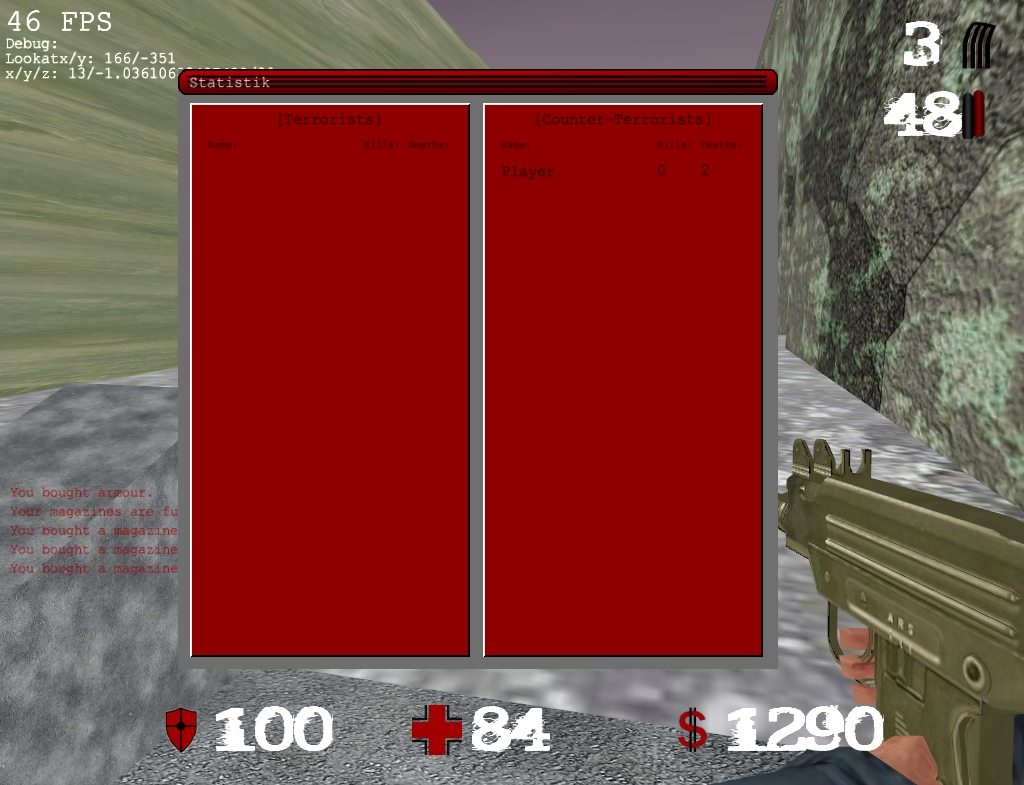 46 FPS
Debug:
Lookatx/y: 166/-351
x/y/z: 13/-1.03610
Statistik
[Terrorists]
Name: Kills: Deaths:
[Counter-Terrorists]
Name: Kills: Deaths:
Player 0 2
3
48
You bought armour.
Your magazines are fu
You bought a magazine
You bought a magazine
You bought a magazine
ARS
100
84
$ 1290